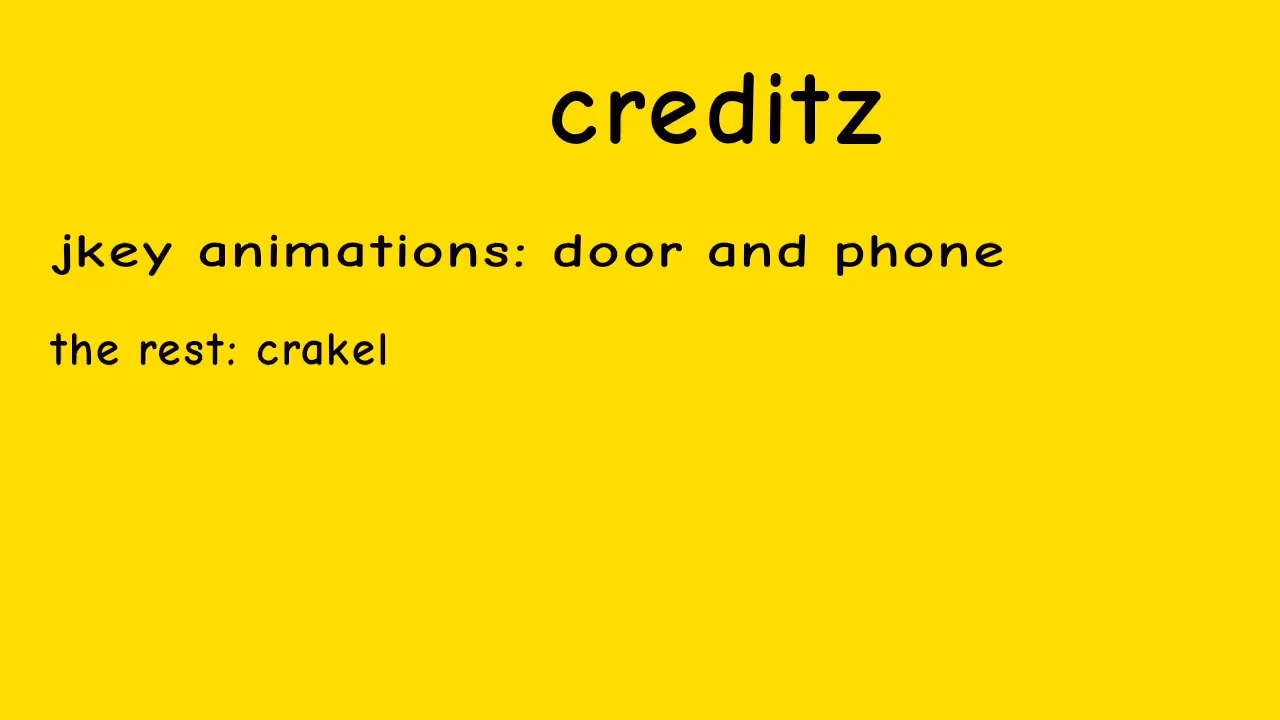 creditz
jkey animations: door and phone
the rest: crakel